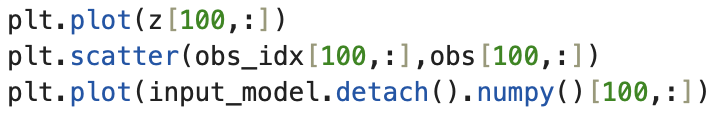 plt.plot(z[100,:])
plt.scatter(obs_idx[100,:],obs[100,:])
plt.plot(input_model.detach().numpy()[100,:])